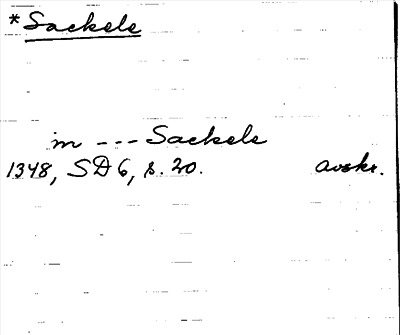 *Sackele
in --- Sackele
1348, SD 6, s. 20. avskr.